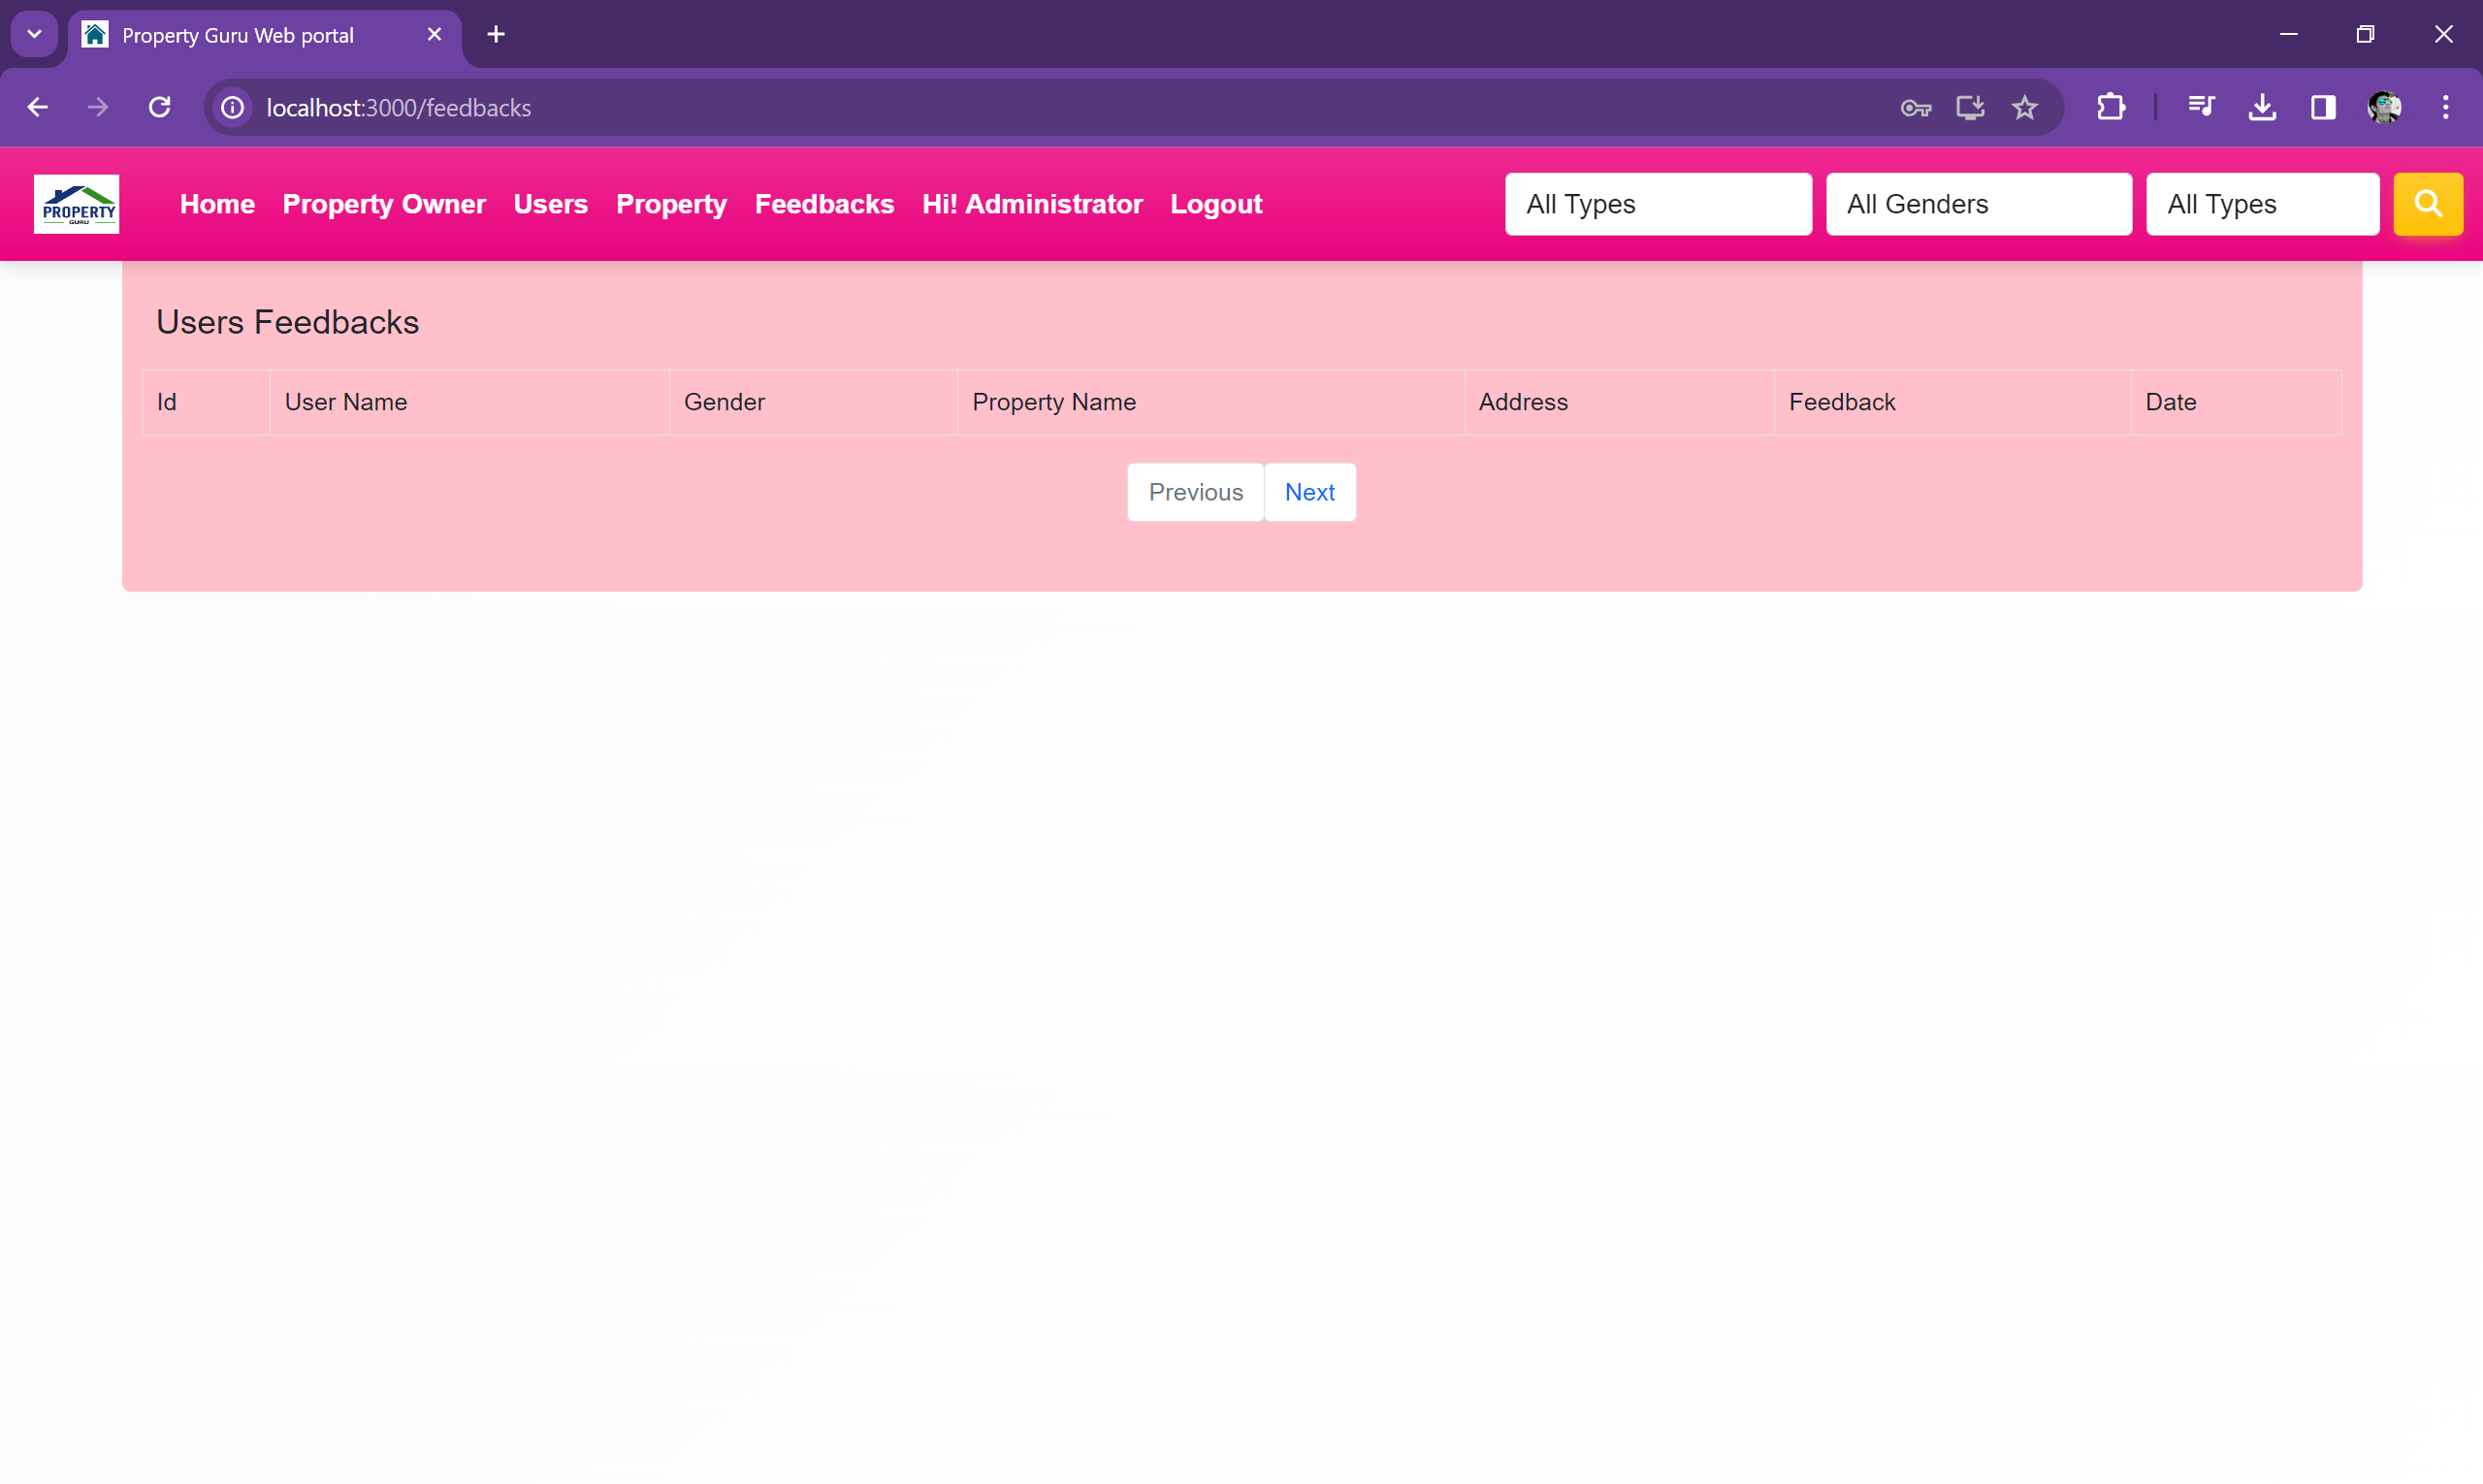 Property Guru Web portal
localhost:3000/feedbacks
PROPERTY
GURU
Home Property Owner Users Property Feedbacks Hi! Administrator Logout All Types All Genders All Types
Users Feedbacks
Id User Name Gender Property Name Address Feedback Date
Previous Next